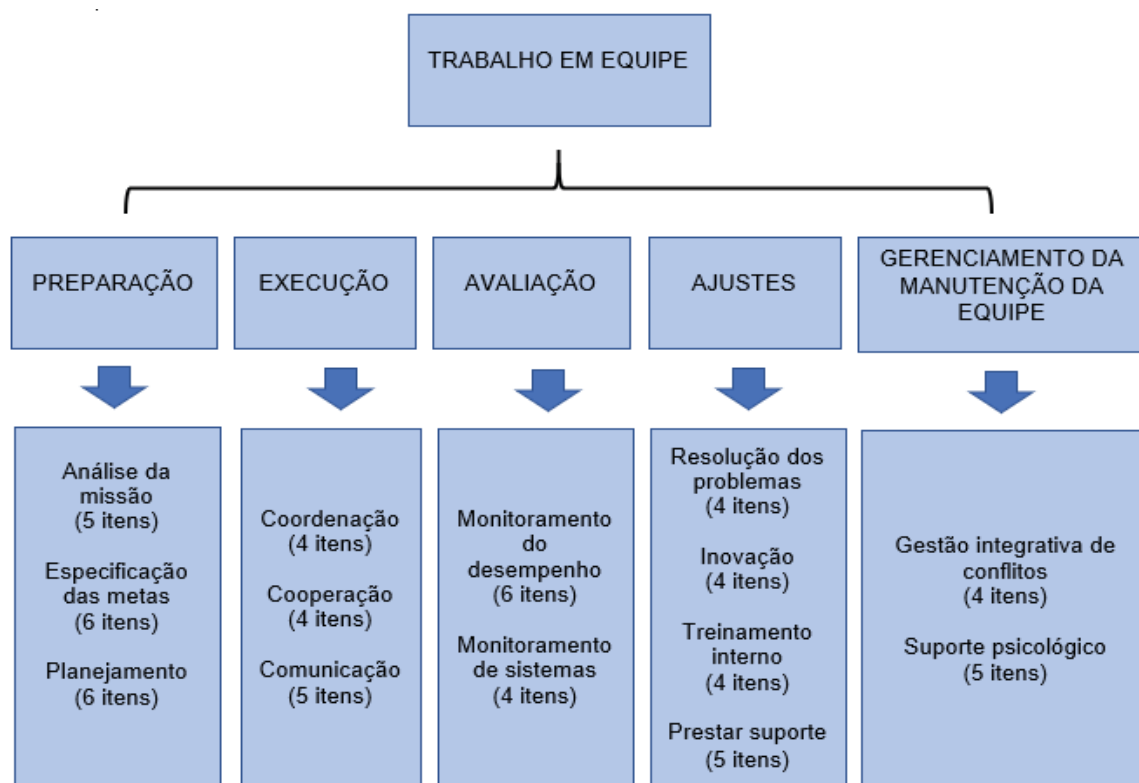 TRABALHO EM EQUIPE
PREPARAÇÃO
EXECUÇÃO
AVALIAÇÃO
AJUSTES
GERENCIAMENTO DA
MANUTENÇÃO DA
EQUIPE
Análise da
missão
(5 itens)
Especificação
das metas
(6 itens)
Planejamento
(6 itens)
Coordenação
(4 itens)
Cooperação
(4 itens)
Comunicação
(5 itens)
Monitoramento
do
desempenho
(6 itens)
Monitoramento
de sistemas
(4 itens)
Resolução dos
problemas
(4 itens)
Inovação
(4 itens)
Treinamento
interno
(4 itens)
Prestar suporte
(5 itens)
Gestão integrativa de
conflitos
(4 itens)
Suporte psicológico
(5 itens)